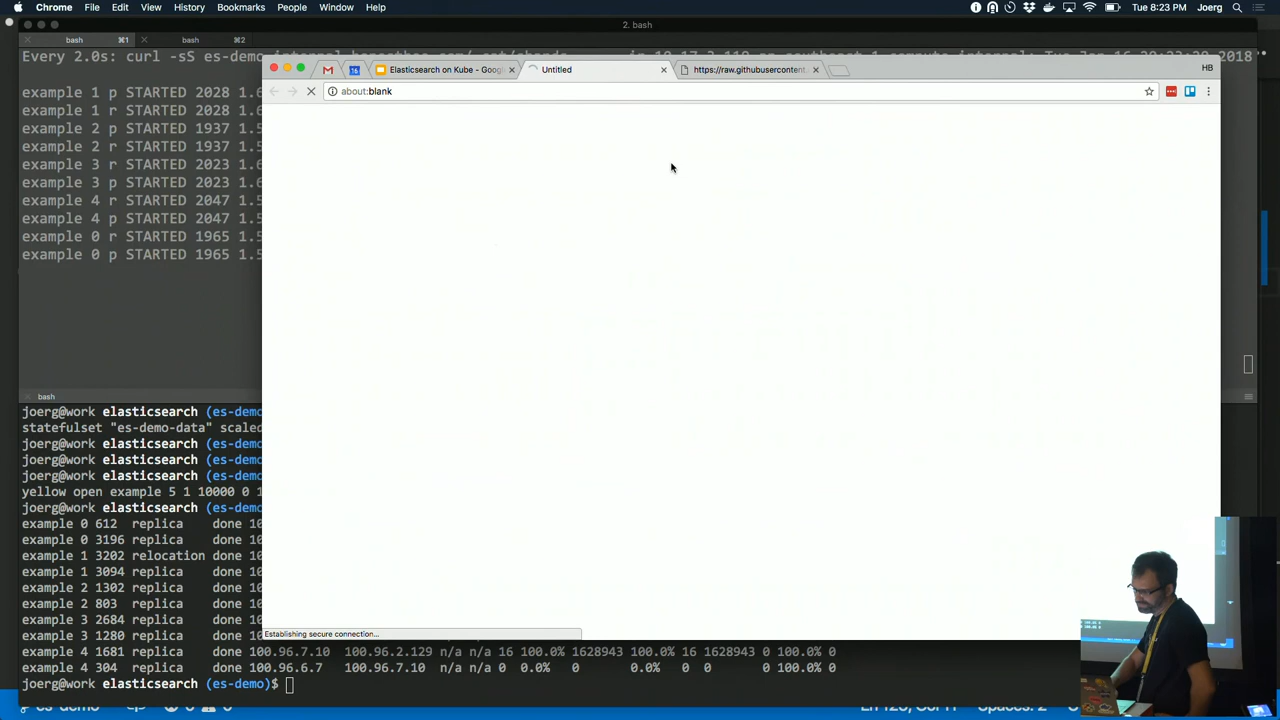 Chrome File Edit View History Bookmarks People Window Help
Tue 8:23 PM Joerg
2. bash
bash ⌘1 bash ⌘2
Every 2.0s: curl -sS es-demo
2018
Elasticsearch on Kube - Goog
Untitled
https://raw.githubusercontent.
HB
about:blank
example 1 p STARTED 2028 1.6
example 1 r STARTED 2028 1.6
example 2 p STARTED 1937 1.5
example 2 r STARTED 1937 1.5
example 3 r STARTED 2023 1.6
example 3 p STARTED 2023 1.6
example 4 r STARTED 2047 1.5
example 4 p STARTED 2047 1.5
example 0 r STARTED 1965 1.5
example 0 p STARTED 1965 1.5
bash
joerg@work elasticsearch (es-demo
statefulset "es-demo-data" scaled
joerg@work elasticsearch (es-demo
joerg@work elasticsearch (es-demo
joerg@work elasticsearch (es-demo
yellow open example 5 1 10000 0 1
joerg@work elasticsearch (es-demo
example 0 612 replica done 10
example 0 3196 replica done 10
example 1 3202 relocation done 10
example 1 3094 replica done 10
example 2 1302 replica done 10
example 2 803 replica done 10
example 3 2684 replica done 10
example 3 1280 replica done 10
Establishing secure connection...
example 4 1681 replica done 100.96.7.10 100.96.2.129 n/a n/a 16 100.0% 1628943 100.0% 16 1628943 0 100.0% 0
example 4 304 replica done 100.96.6.7 100.96.7.10 n/a n/a 0 0.0% 0 0.0% 0 0 0 100.0% 0
joerg@work elasticsearch (es-demo)$